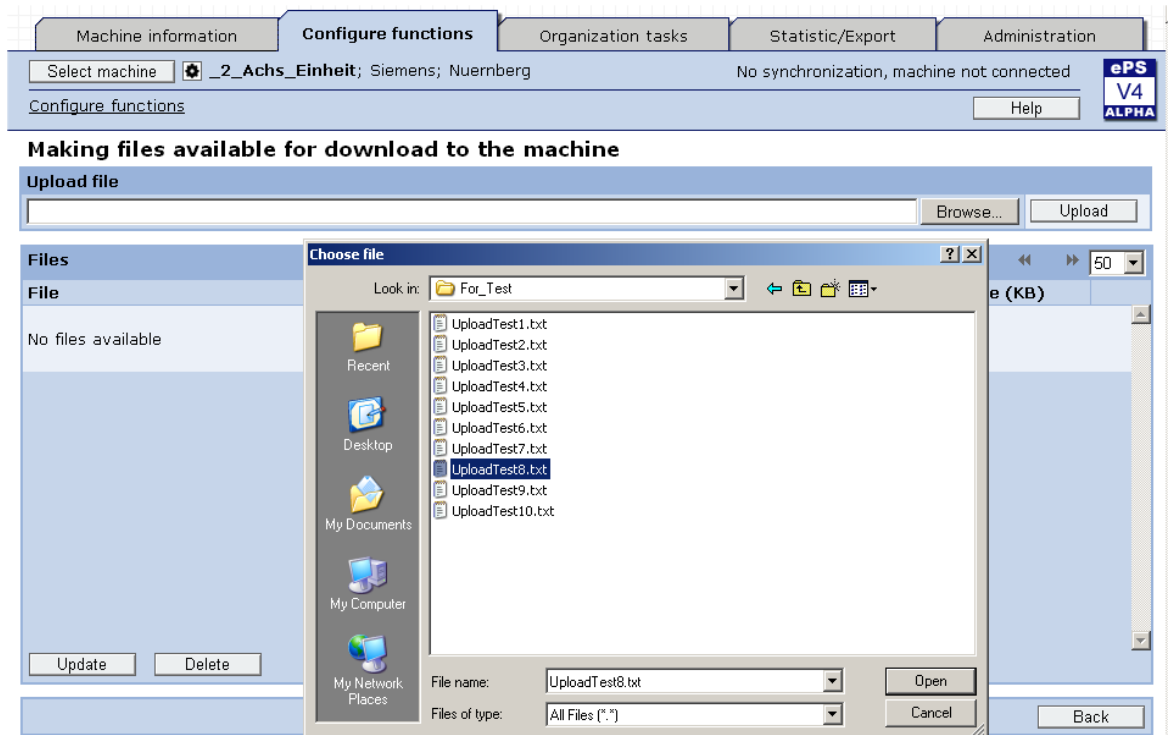 Machine information Configure functions Organization tasks Statistic/Export Administration
Select machine _2_Achs_Einheit; Siemens; Nuernberg No synchronization, machine not connected ePS
V4
Configure functions Help ALPHA
Making files available for download to the machine
Upload file
Browse... Upload
Files Choose file ? X 50
File Look in: For_Test e (KB)
No files available
UploadTest1.txt
UploadTest2.txt
Recent UploadTest3.txt
UploadTest4.txt
UploadTest5.txt
UploadTest6.txt
Desktop UploadTest7.txt
UploadTest8.txt
UploadTest9.txt
My Documents UploadTest10.txt
My Computer
Update Delete
My Network Places File name: UploadTest8.txt Open
Files of type: All Files (*.*) Cancel
Back